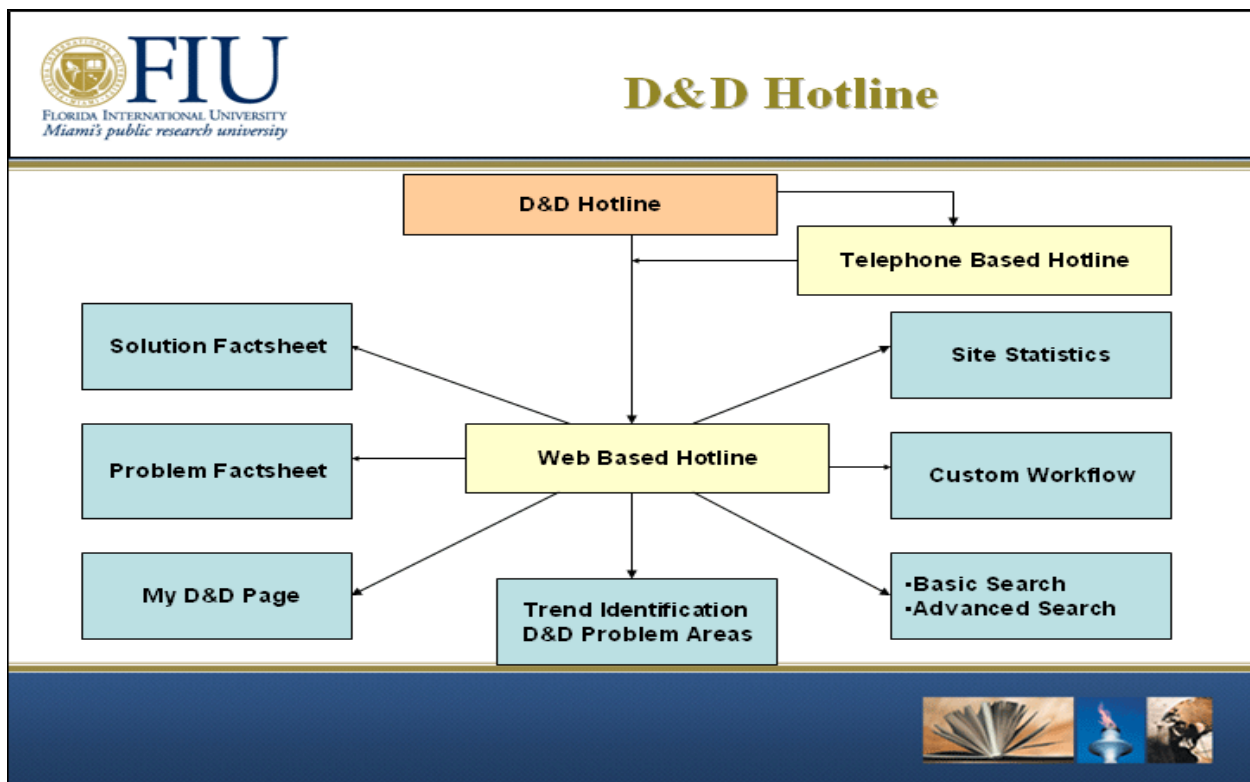 FIU
FLORIDA INTERNATIONAL UNIVERSITY
Miami's public research university
D&D Hotline
D&D Hotline
Telephone Based Hotline
Solution Factsheet
Site Statistics
Problem Factsheet
Web Based Hotline
Custom Workflow
My D&D Page
Trend Identification
D&D Problem Areas
▪Basic Search
▪Advanced Search